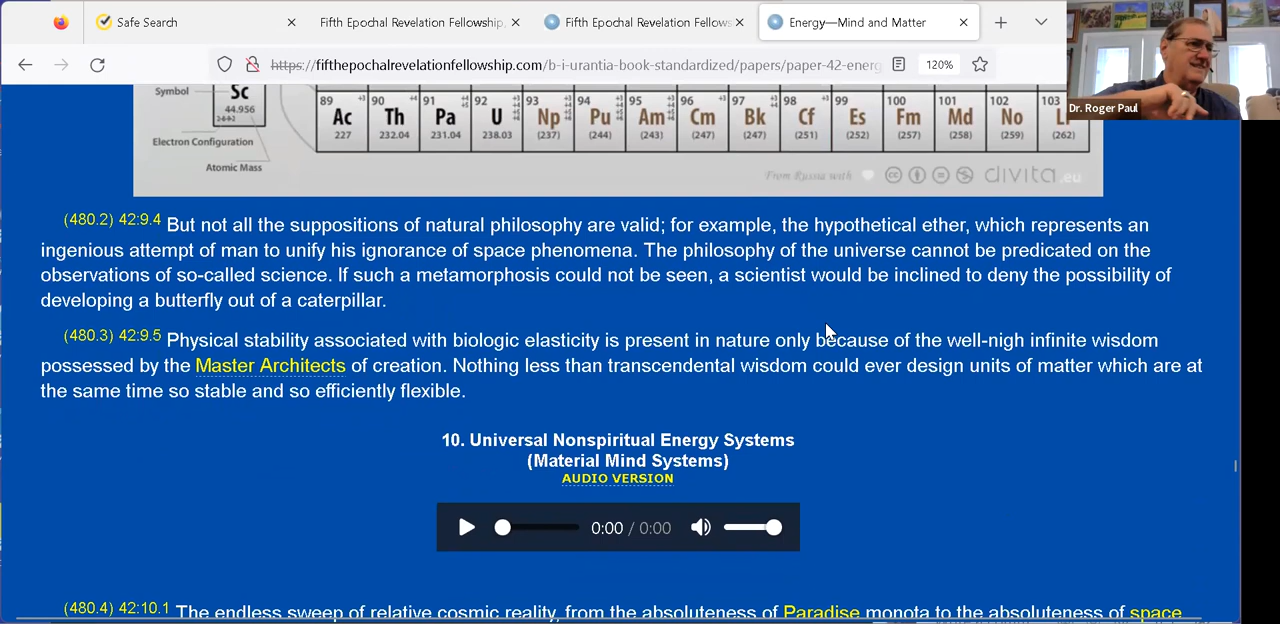 Safe Search
Fifth Epochal Revelation Fellowship
Fifth Epochal Revelation Fellows
Energy—Mind and Matter
https://fifthepochalrevelationfellowship.com/b-i-urantia-book-standardized/papers/paper-42-energ
120%
Dr. Roger Paul
Symbol
Sc
44.956
Electron Configuration
Atomic Mass
89 +3 90 +4 91 92 93 94 95 96 +3 97 98 +3 99 100 101 102 103
Ac Th Pa U Np Pu Am Cm Bk Cf Es Fm Md No
227 232.04 231.04 238.03 (237) (244) (243) (247) (247) (251) (252) (257) (258) (259) (262)
From Russia with divita.eu
(480.2) 42:9.4 But not all the suppositions of natural philosophy are valid; for example, the hypothetical ether, which represents an
ingenious attempt of man to unify his ignorance of space phenomena. The philosophy of the universe cannot be predicated on the
observations of so-called science. If such a metamorphosis could not be seen, a scientist would be inclined to deny the possibility of
developing a butterfly out of a caterpillar.
(480.3) 42:9.5 Physical stability associated with biologic elasticity is present in nature only because of the well-nigh infinite wisdom
possessed by the Master Architects of creation. Nothing less than transcendental wisdom could ever design units of matter which are at
the same time so stable and so efficiently flexible.
10. Universal Nonspiritual Energy Systems
(Material Mind Systems)
AUDIO VERSION
0:00 / 0:00
(480.4) 42:10.1 The endless sweep of relative cosmic reality, from the absoluteness of Paradise monota to the absoluteness of space